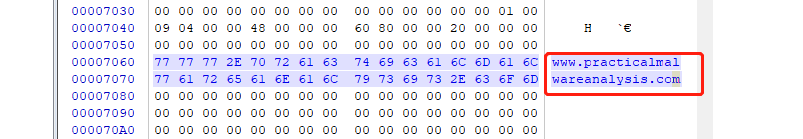 00007030 00 00 00 00 00 00 00 00 00 00 00 00 00 00 01 00
00007040 09 04 00 00 48 00 00 00 60 80 00 00 20 00 00 00 H `€
00007050 00 00 00 00 00 00 00 00 00 00 00 00 00 00 00 00
00007060 77 77 77 2E 70 72 61 63 74 69 63 61 6C 6D 61 6C www.practicalmal
00007070 77 61 72 65 61 6E 61 6C 79 73 69 73 2E 63 6F 6D wareanalysis.com
00007080 00 00 00 00 00 00 00 00 00 00 00 00 00 00 00 00
00007090 00 00 00 00 00 00 00 00 00 00 00 00 00 00 00 00
000070A0 00 00 00 00 00 00 00 00 00 00 00 00 00 00 00 00